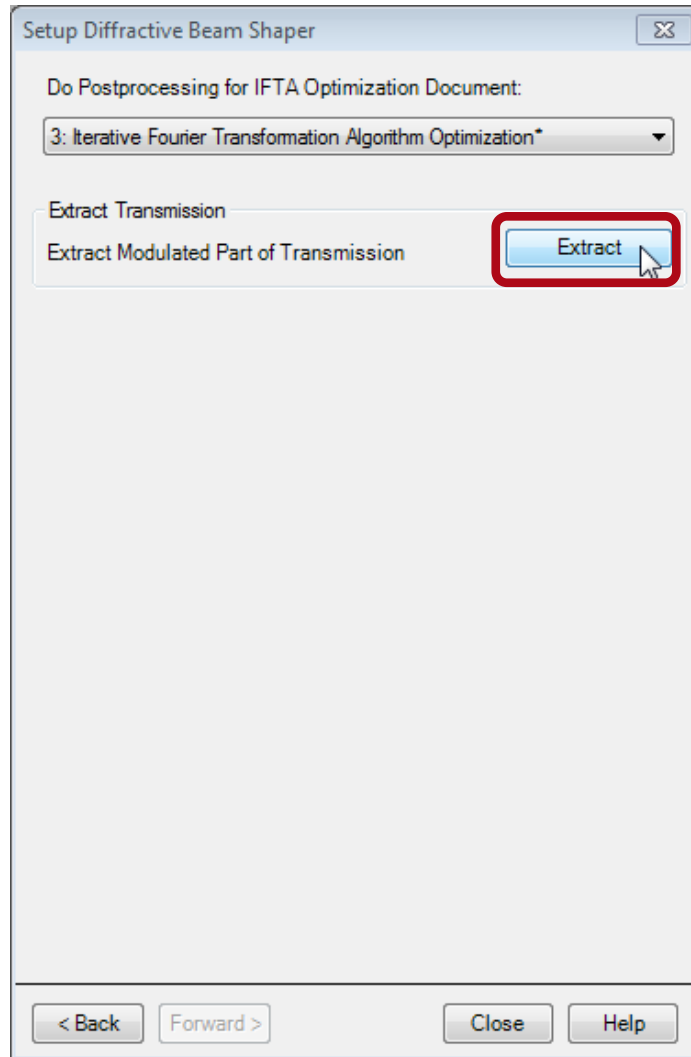 Setup Diffractive Beam Shaper
Do Postprocessing for IFTA Optimization Document:
3: Iterative Fourier Transformation Algorithm Optimization*
Extract Transmission
Extract Modulated Part of Transmission
Extract
< Back
Forward >
Close
Help